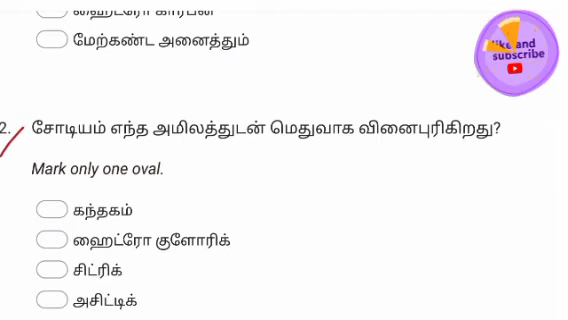 ஹைட்ரோ கார்பன்
மேற்கண்ட அனைத்தும்
like and
subscribe
2. சோடியம் எந்த அமிலத்துடன் மெதுவாக வினைபுரிகிறது?
Mark only one oval.
கந்தகம்
ஹைட்ரோ குளோரிக்
சிட்ரிக்
அசிட்டிக்